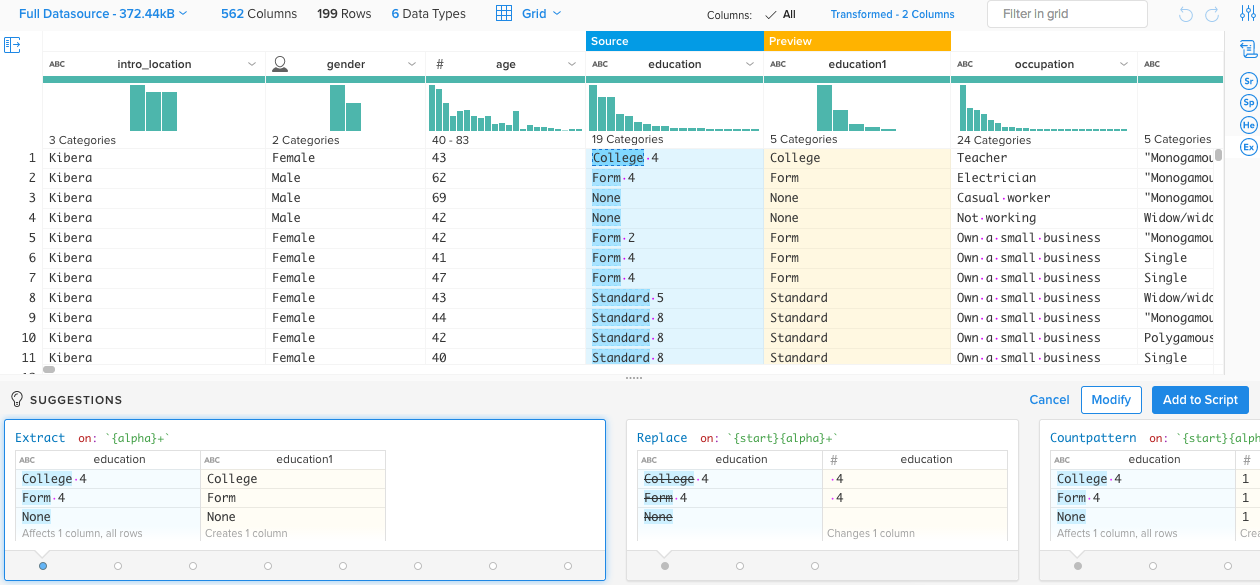 Full Datasource - 372.44kB 562 Columns 199 Rows 6 Data Types Grid Columns: All Transformed - 2 Columns Filter in grid
Source Preview
ABC intro_location gender # age ABC education ABC education1 ABC occupation ABC
3 Categories 2 Categories 40 - 83 19 Categories 5 Categories 24 Categories 5 Categories
1 Kibera Female 43 College·4 College Teacher "Monogamou
2 Kibera Male 62 Form·4 Form Electrician "Monogamou
3 Kibera Male 69 None None Casual·worker "Monogamou
4 Kibera Male 42 None None Not·working Widow/wido
5 Kibera Female 42 Form·2 Form Own·a·small·business "Monogamou
6 Kibera Female 41 Form·4 Form Own·a·small·business Single
7 Kibera Female 47 Form·4 Form Own·a·small·business Single
8 Kibera Female 43 Standard·5 Standard Own·a·small·business Widow/wido
9 Kibera Female 44 Standard·8 Standard Own·a·small·business "Monogamou
10 Kibera Female 42 Standard·8 Standard Own·a·small·business Polygamous
11 Kibera Female 40 Standard·8 Standard Own·a·small·business Single
Sr
Sp
He
Ex
SUGGESTIONS Cancel Modify Add to Script
Extract on: `{alpha}+`
ABC education ABC education1
College·4 College
Form·4 Form
None None
Affects 1 column, all rows Creates 1 column
Replace on: `{start}{alpha}+`
ABC education # education
College·4 ·4
Form·4 ·4
None
Changes 1 column
Countpattern on: `{start}{alph
ABC education #
College·4 1
Form·4 1
None 1
Affects 1 column, all rows Crea